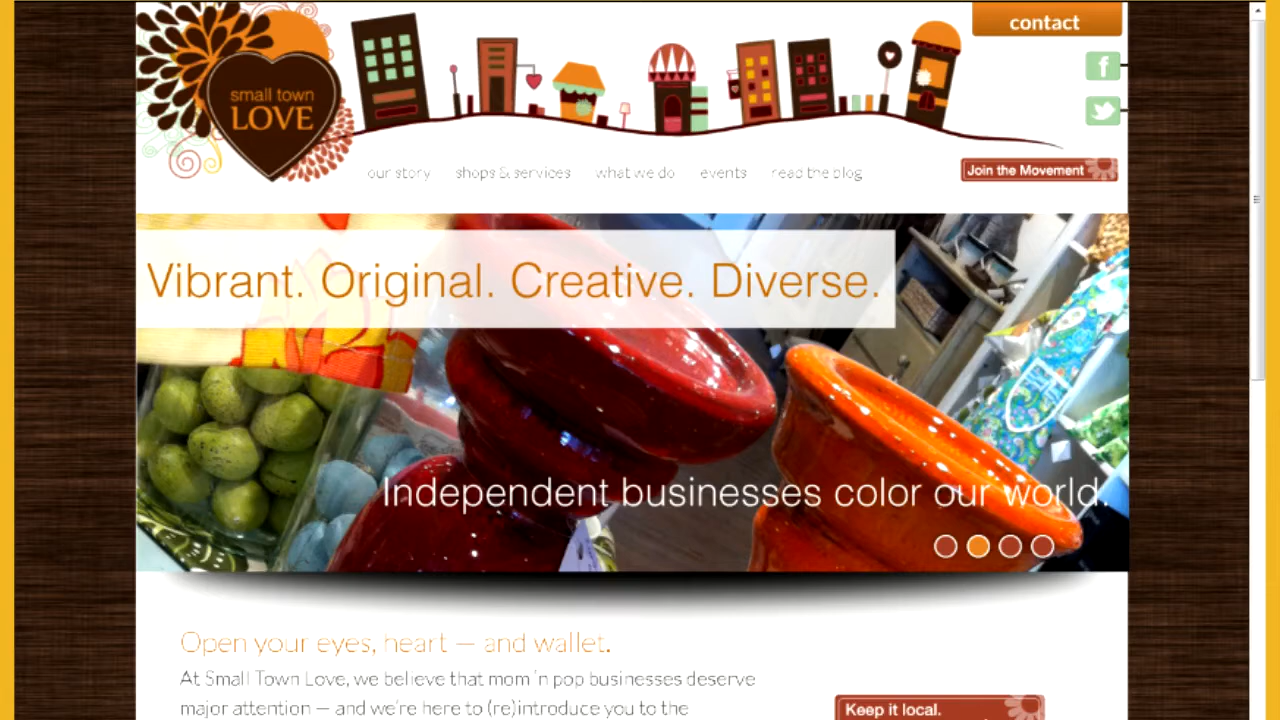 contact
small town
LOVE
our story shops & services what we do events read the blog
Join the Movement
Vibrant. Original. Creative. Diverse.
Independent businesses color our world.
Open your eyes, heart — and wallet.
At Small Town Love, we believe that mom 'n pop businesses deserve
major attention — and we're here to (re)introduce you to the
Keep it local.